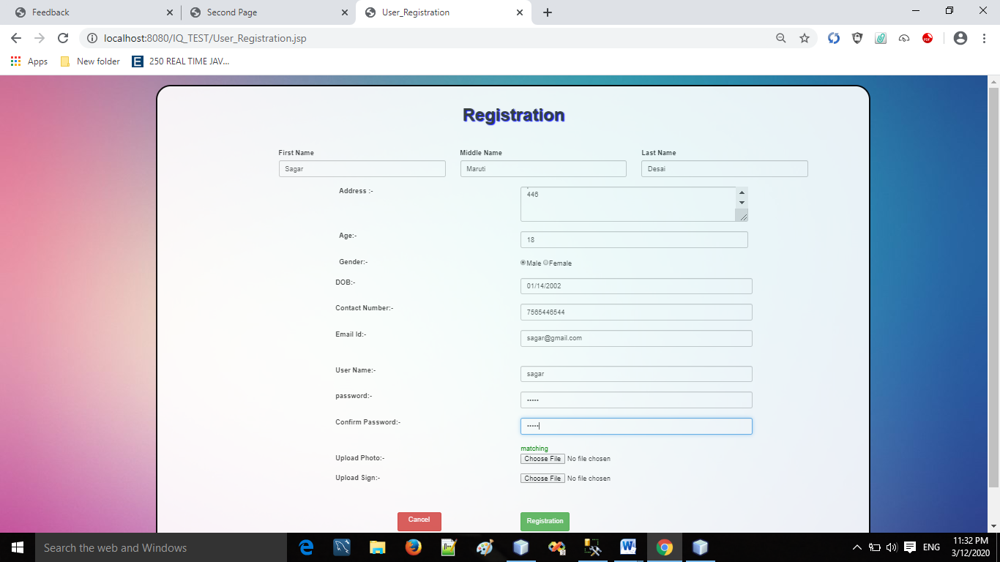 Feedback
Second Page
User_Registration
localhost:8080/IQ_TEST/User_Registration.jsp
Apps
New folder
E 250 REAL TIME JAV...
Registration
First Name Middle Name Last Name
Sagar Maruti Desai
Address :- 446
Age:- 18
Gender:- Male Female
DOB:- 01/14/2002
Contact Number:- 7565446544
Email Id:- sagar@gmail.com
User Name:- sagar
password:- •••••
Confirm Password:- •••••
matching
Upload Photo:- Choose File No file chosen
Upload Sign:- Choose File No file chosen
Cancel Registration
Search the web and Windows
ENG
11:32 PM
3/12/2020